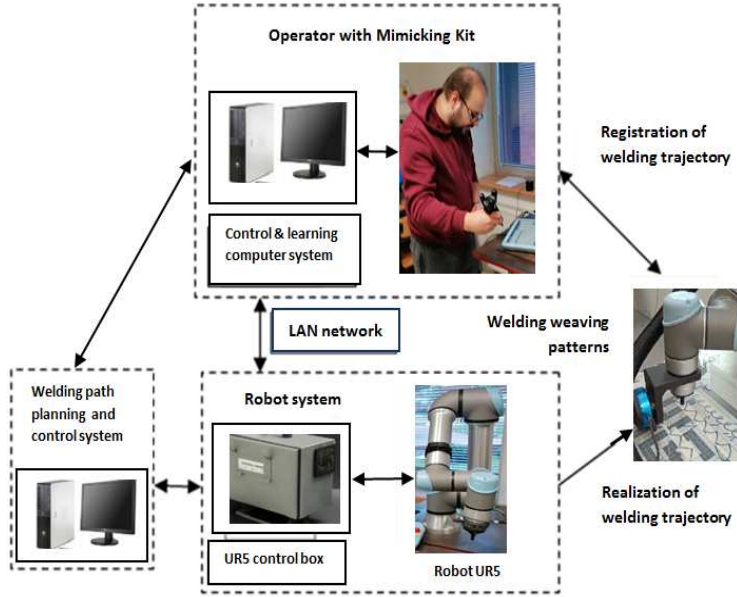 Operator with Mimicking Kit
Registration of
welding trajectory
Control & learning
computer system
LAN network
Welding weaving
patterns
Welding path
planning and
control system
Robot system
Realization of
welding trajectory
UR5 control box
Robot UR5